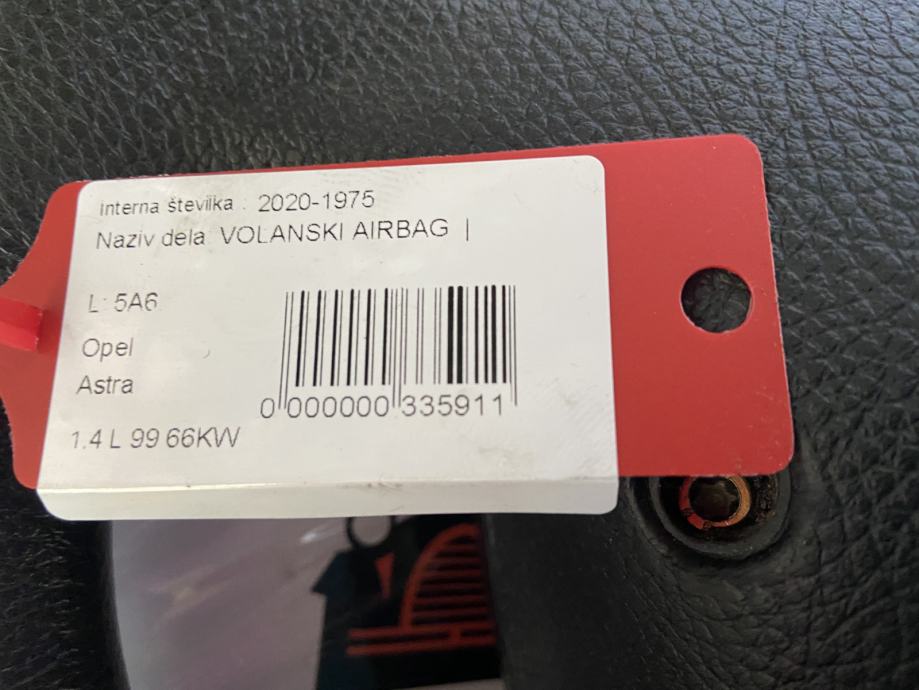 Interna številka : 2020-1975
Naziv dela: VOLANSKI AIRBAG |
L: 5A6
Opel
Astra
1.4 L 99 66KW
0 000000 335911